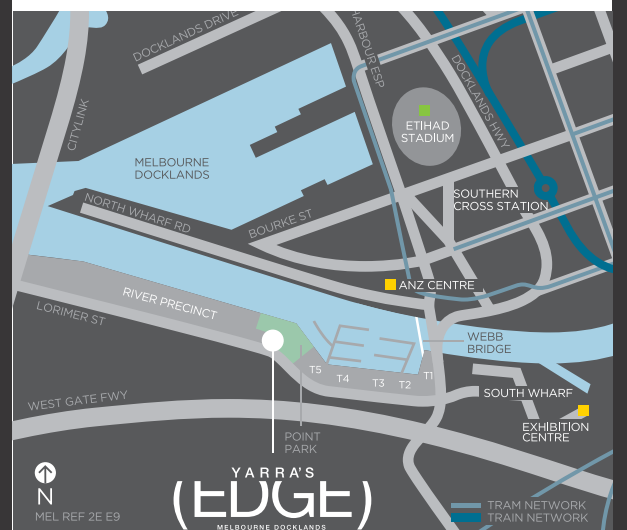 DOCKLANDS DRIVE
HARBOUR ESP
DOCKLANDS HWY
CITYLINK
ETIHAD
STADIUM
MELBOURNE
DOCKLANDS
SOUTHERN
CROSS STATION
NORTH WHARF RD
BOURKE ST
ANZ CENTRE
RIVER PRECINCT
LORIMER ST
WEBB
BRIDGE
T5
T4
T3
T2
T1
SOUTH WHARF
WEST GATE FWY
EXHIBITION
CENTRE
POINT
PARK
N
MEL REF 2E E9
YARRA'S
(EDGE)
MELBOURNE DOCKLANDS
TRAM NETWORK
TRAIN NETWORK